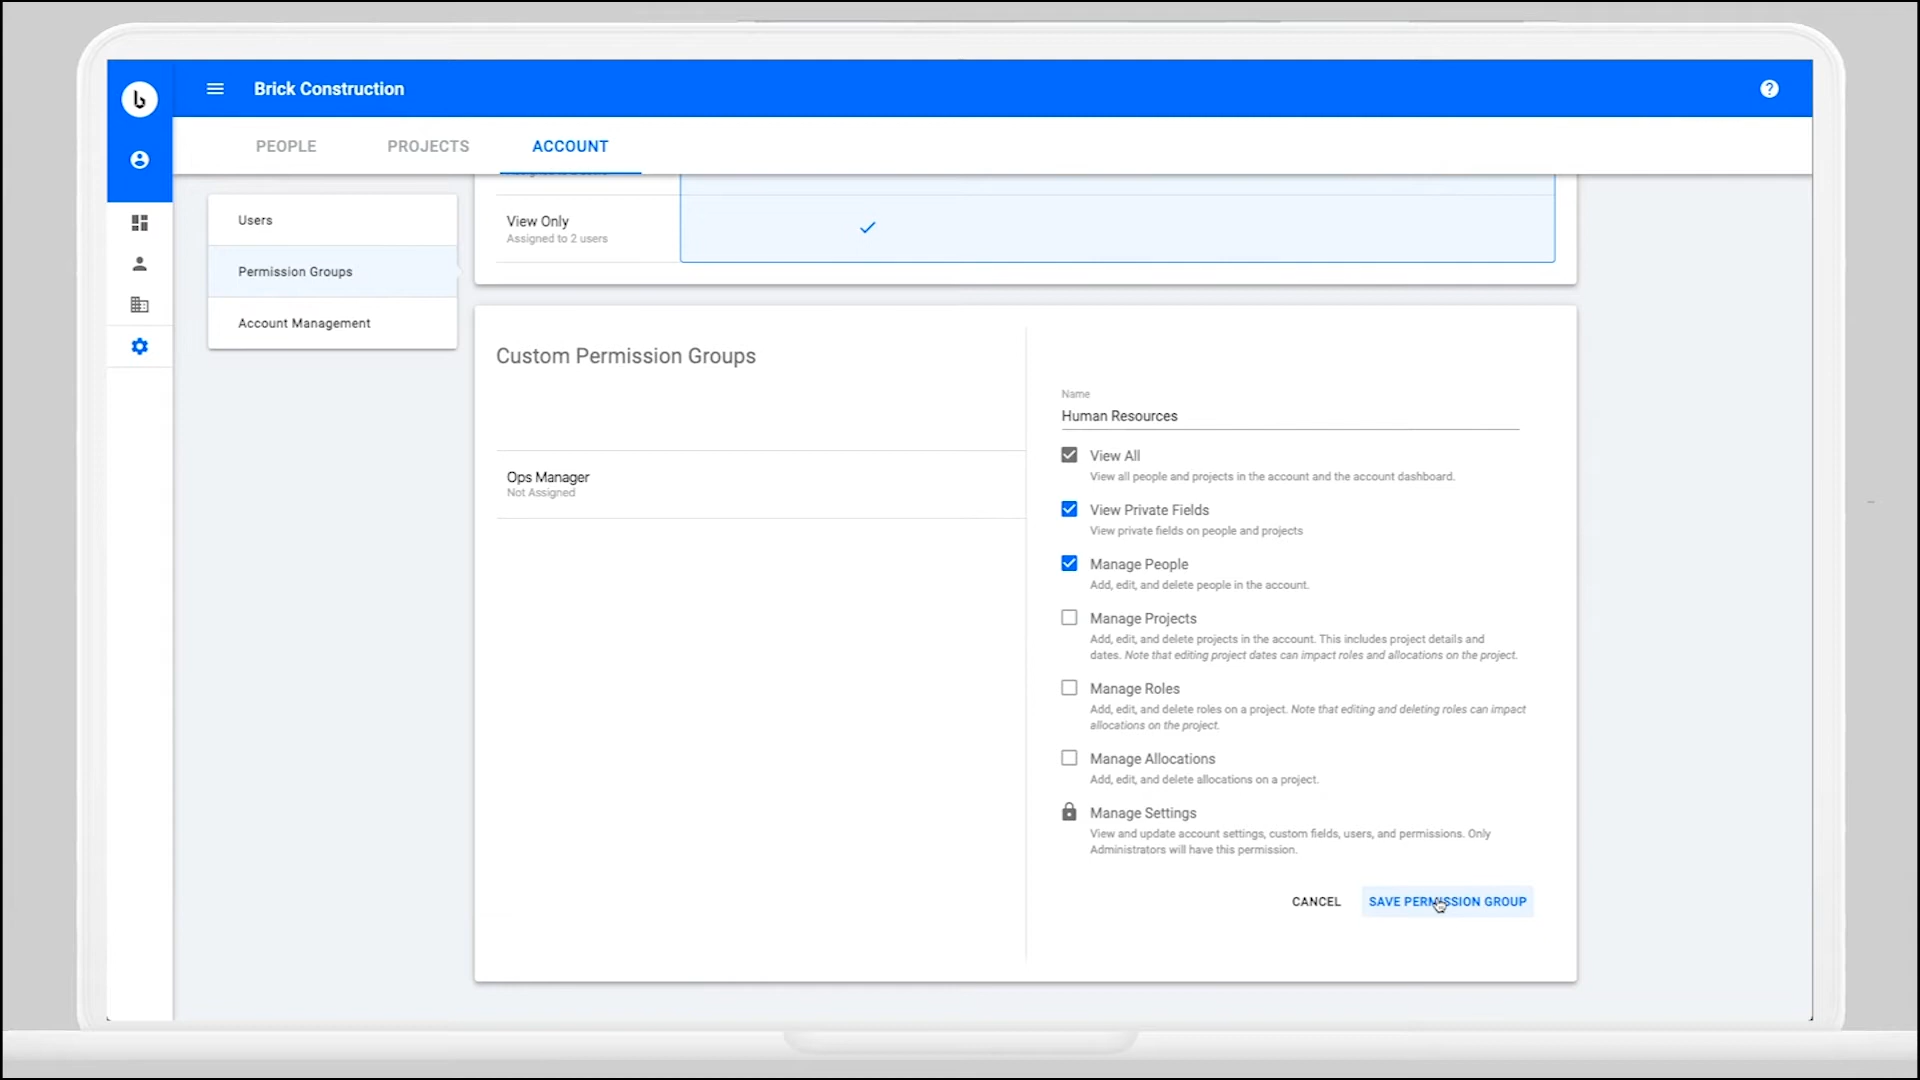 Brick Construction
?
PEOPLE
PROJECTS
ACCOUNT
Users
Permission Groups
Account Management
View Only
Assigned to 2 users
Custom Permission Groups
Ops Manager
Not Assigned
Name
Human Resources
View All
View all people and projects in the account and the account dashboard.
View Private Fields
View private fields on people and projects
Manage People
Add, edit, and delete people in the account.
Manage Projects
Add, edit, and delete projects in the account. This includes project details and
dates. Note that editing project dates can impact roles and allocations on the project.
Manage Roles
Add, edit, and delete roles on a project. Note that editing and deleting roles can impact
allocations on the project.
Manage Allocations
Add, edit, and delete allocations on a project.
Manage Settings
View and update account settings, custom fields, users, and permissions. Only
Administrators will have this permission.
CANCEL
SAVE PERMISSION GROUP